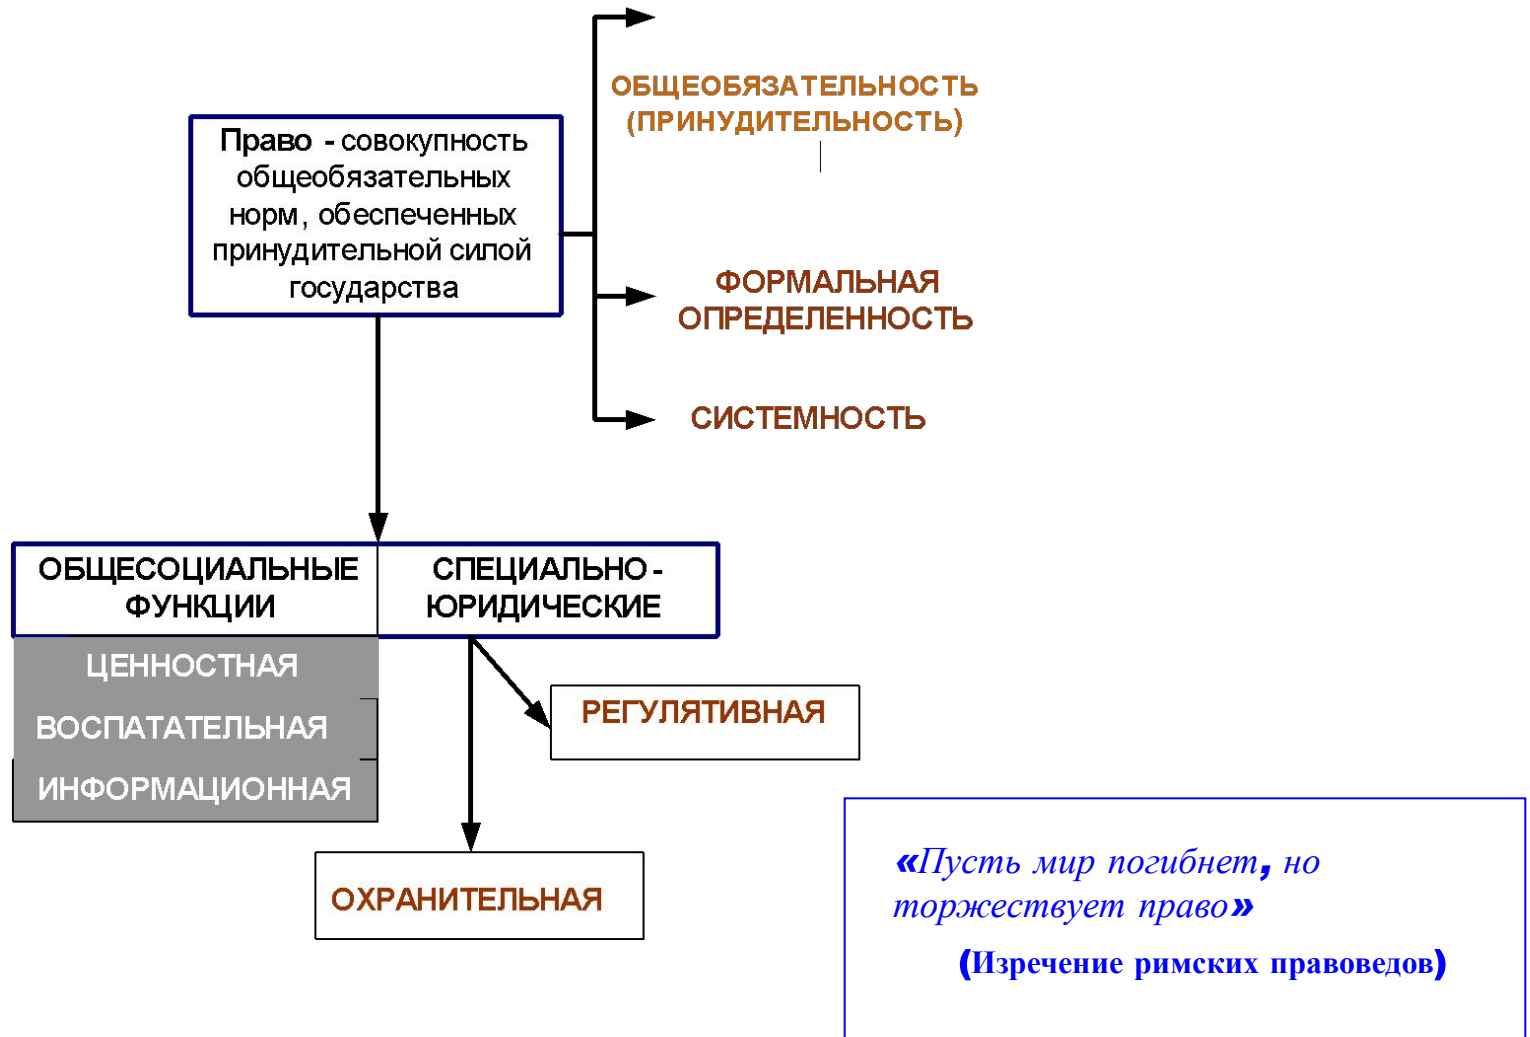 ОБЩЕОБЯЗАТЕЛЬНОСТЬ
(ПРИНУДИТЕЛЬНОСТЬ)
Право - совокупность
общеобязательных
норм, обеспеченных
принудительной силой
государства
ФОРМАЛЬНАЯ
ОПРЕДЕЛЕННОСТЬ
СИСТЕМНОСТЬ
ОБЩЕСОЦИАЛЬНЫЕ
ФУНКЦИИ
СПЕЦИАЛЬНО-
ЮРИДИЧЕСКИЕ
ЦЕННОСТНАЯ
ВОСПАТАТЕЛЬНАЯ
ИНФОРМАЦИОННАЯ
РЕГУЛЯТИВНАЯ
ОХРАНИТЕЛЬНАЯ
«Пусть мир погибнет, но
торжествует право»
(Изречение римских правоведов)